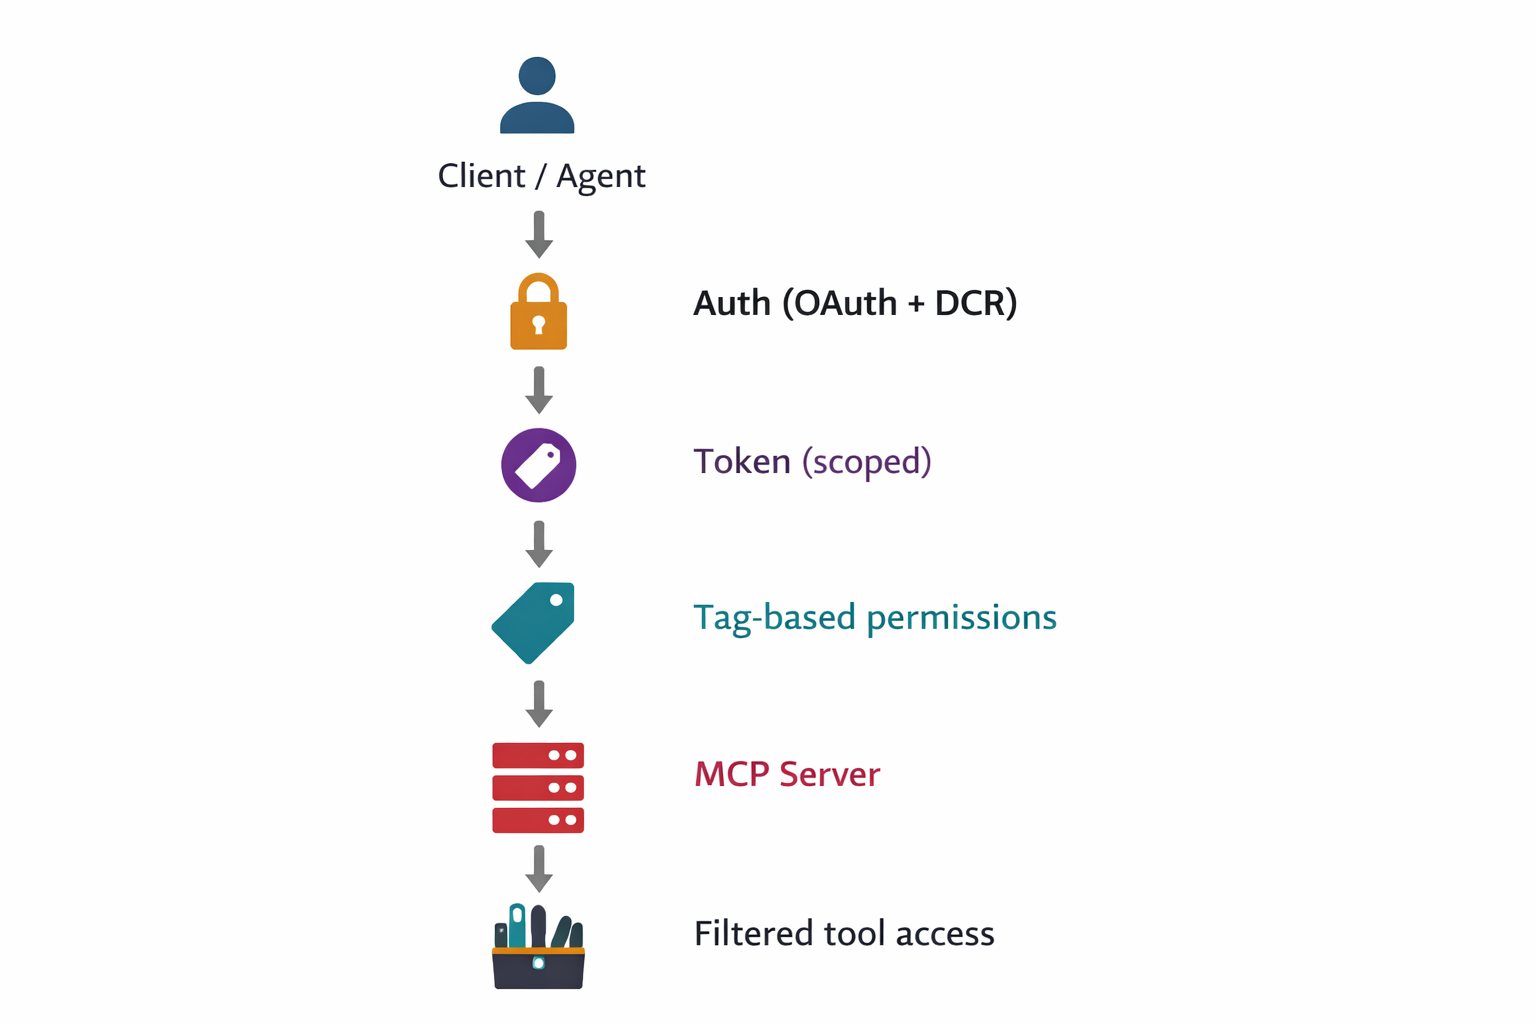 Client / Agent
Auth (OAuth + DCR)
Token (scoped)
Tag-based permissions
MCP Server
Filtered tool access